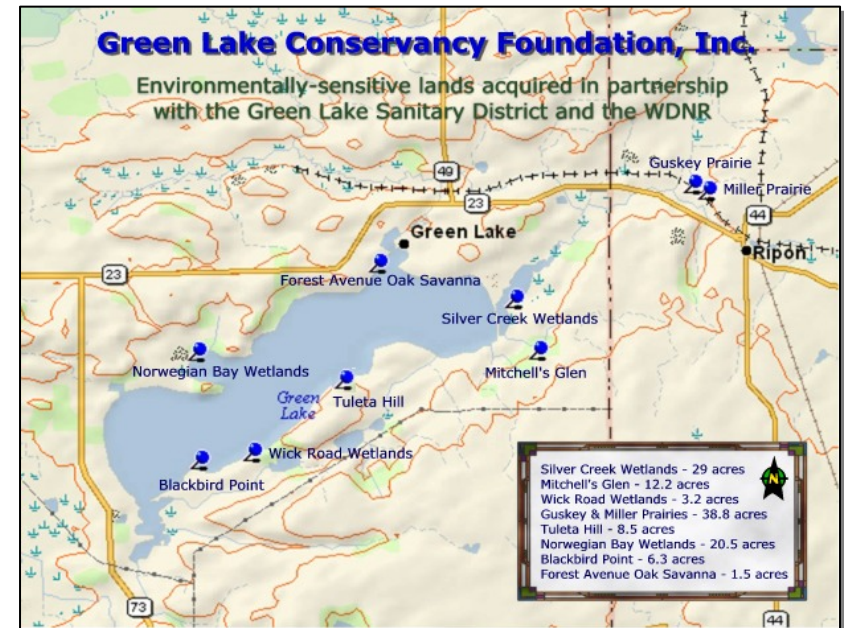 Green Lake Conservancy Foundation, Inc.
Environmentally-sensitive lands acquired in partnership
with the Green Lake Sanitary District and the WDNR
Guskey Prairie
49
Miller Prairie
23
44
Green Lake
Ripon
23
Forest Avenue Oak Savanna
Silver Creek Wetlands
Norwegian Bay Wetlands
Mitchell's Glen
Green
Lake
Tuleta Hill
Wick Road Wetlands
Blackbird Point
Silver Creek Wetlands - 29 acres
Mitchell's Glen - 12.2 acres
Wick Road Wetlands - 3.2 acres
Guskey & Miller Prairies - 38.8 acres
Tuleta Hill - 8.5 acres
Norwegian Bay Wetlands - 20.5 acres
Blackbird Point - 6.3 acres
Forest Avenue Oak Savanna - 1.5 acres
N
73
44